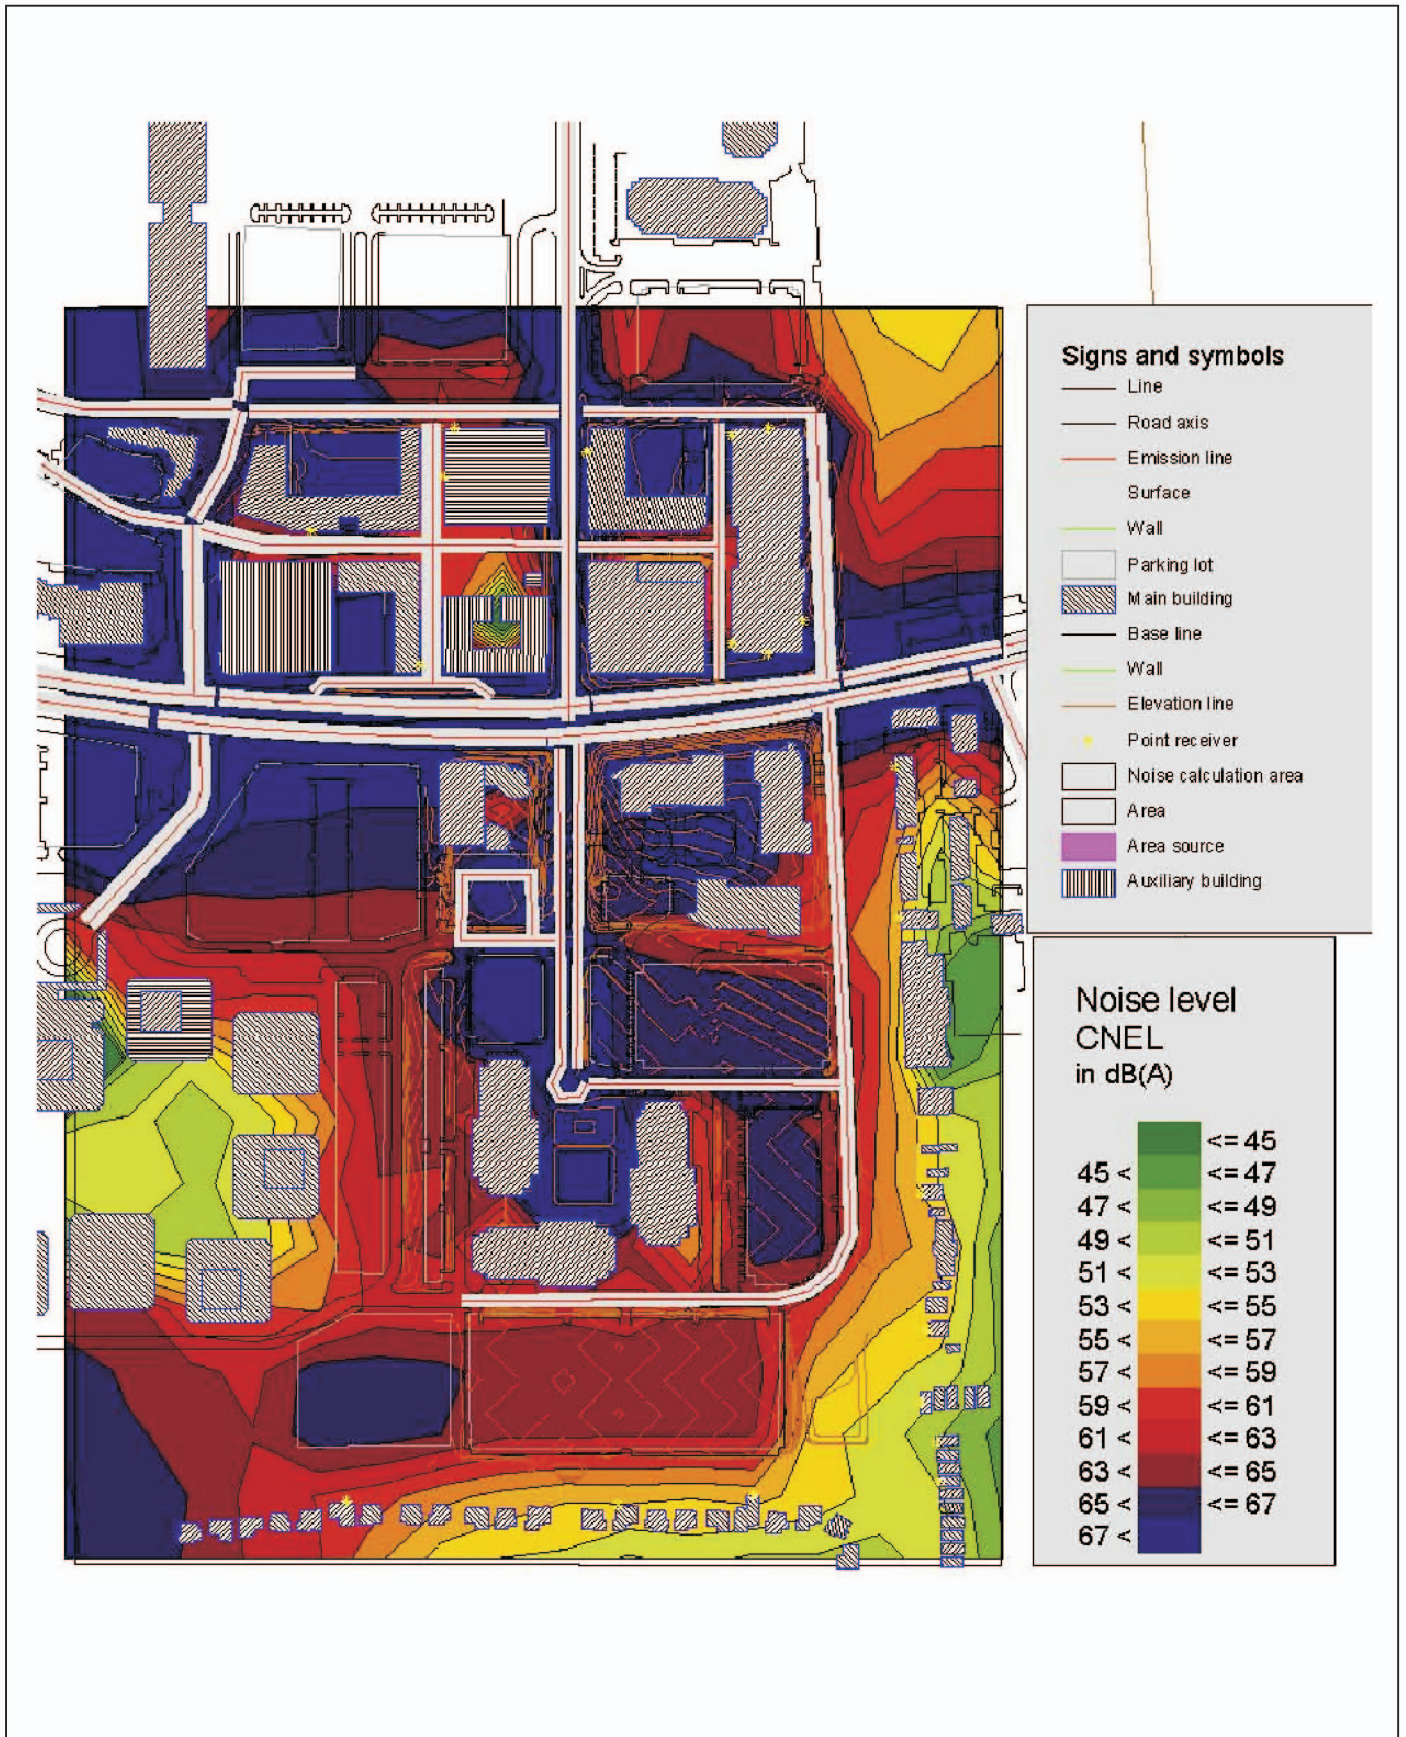 Signs and symbols
Line
Road axis
Emission line
Surface
Wall
Parking lot
Main building
Base line
Wall
Elevation line
Point receiver
Noise calculation area
Area
Area source
Auxiliary building
Noise level
CNEL
in dB(A)
<= 45
45 < <= 47
47 < <= 49
49 < <= 51
51 < <= 53
53 < <= 55
55 < <= 57
57 < <= 59
59 < <= 61
61 < <= 63
63 < <= 65
65 < <= 67
67 <